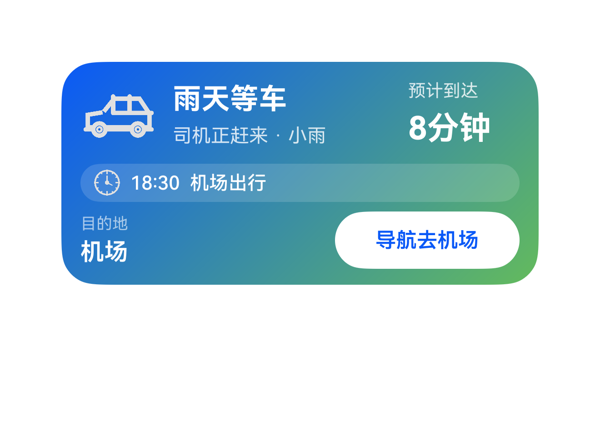 雨天等车
司机正赶来 · 小雨
预计到达
8分钟
18:30 机场出行
目的地
机场
导航去机场